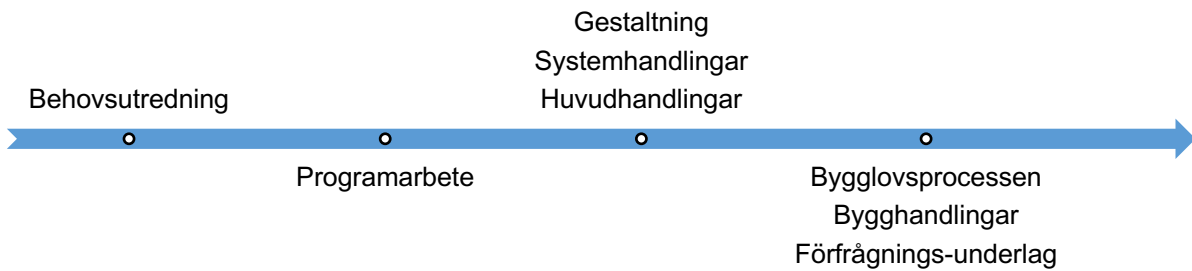 Gestaltning
Systemhandlingar
Huvudhandlingar
Behovsutredning
Programarbete
Bygglovsprocessen
Bygghandlingar
Förfrågnings-underlag